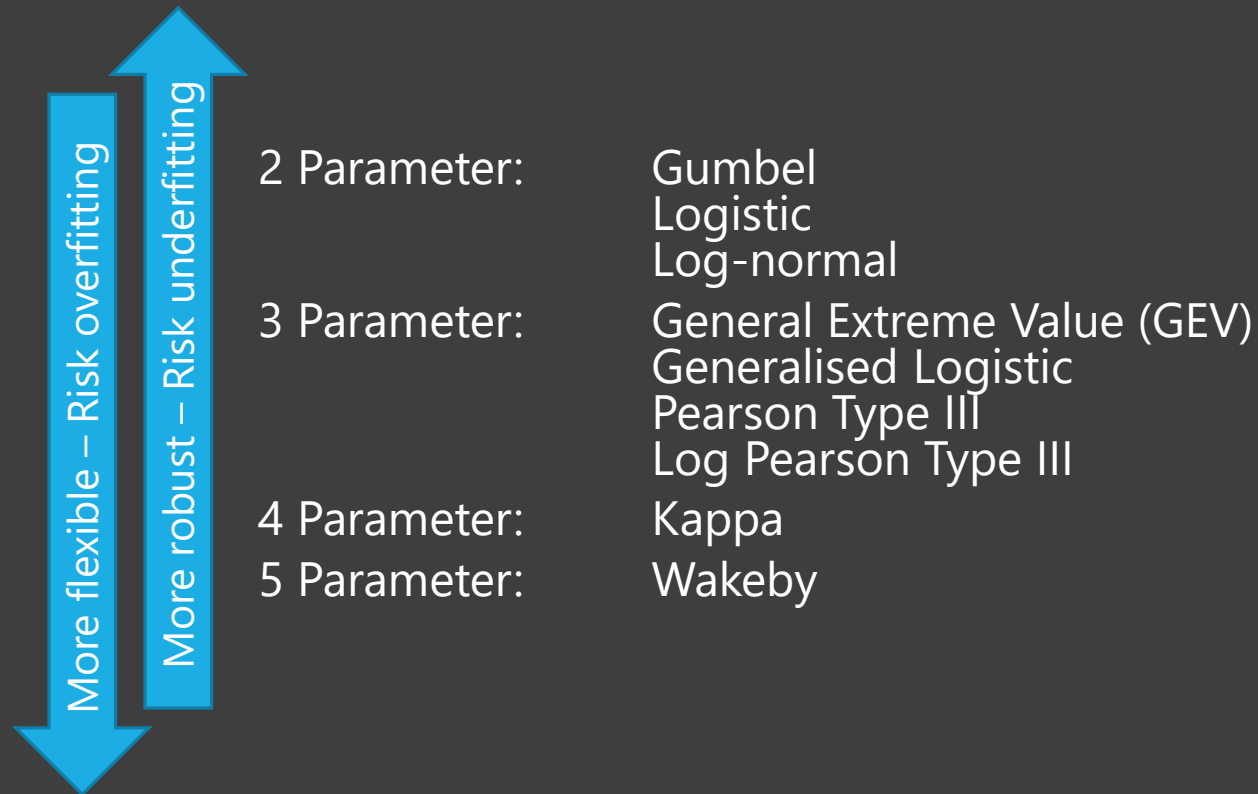 More flexible – Risk overfitting
More robust – Risk underfitting
2 Parameter: Gumbel
Logistic
Log-normal
3 Parameter: General Extreme Value (GEV)
Generalised Logistic
Pearson Type III
Log Pearson Type III
4 Parameter: Kappa
5 Parameter: Wakeby